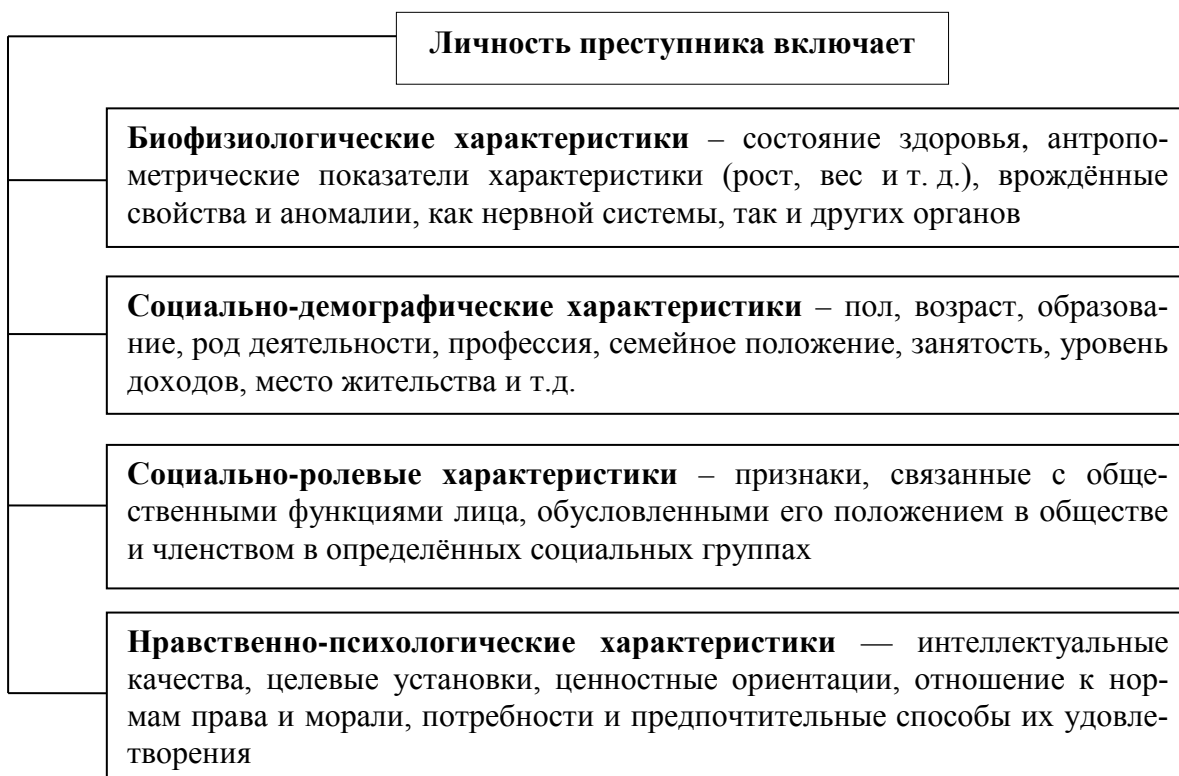 Личность преступника включает
Биофизиологические характеристики – состояние здоровья, антропо-
метрические показатели характеристики (рост, вес и т. д.), врождённые
свойства и аномалии, как нервной системы, так и других органов
Социально-демографические характеристики – пол, возраст, образова-
ние, род деятельности, профессия, семейное положение, занятость, уровень
доходов, место жительства и т.д.
Социально-ролевые характеристики – признаки, связанные с обще-
ственными функциями лица, обусловленными его положением в обществе
и членством в определённых социальных группах
Нравственно-психологические характеристики — интеллектуальные
качества, целевые установки, ценностные ориентации, отношение к нор-
мам права и морали, потребности и предпочтительные способы их удовле-
творения